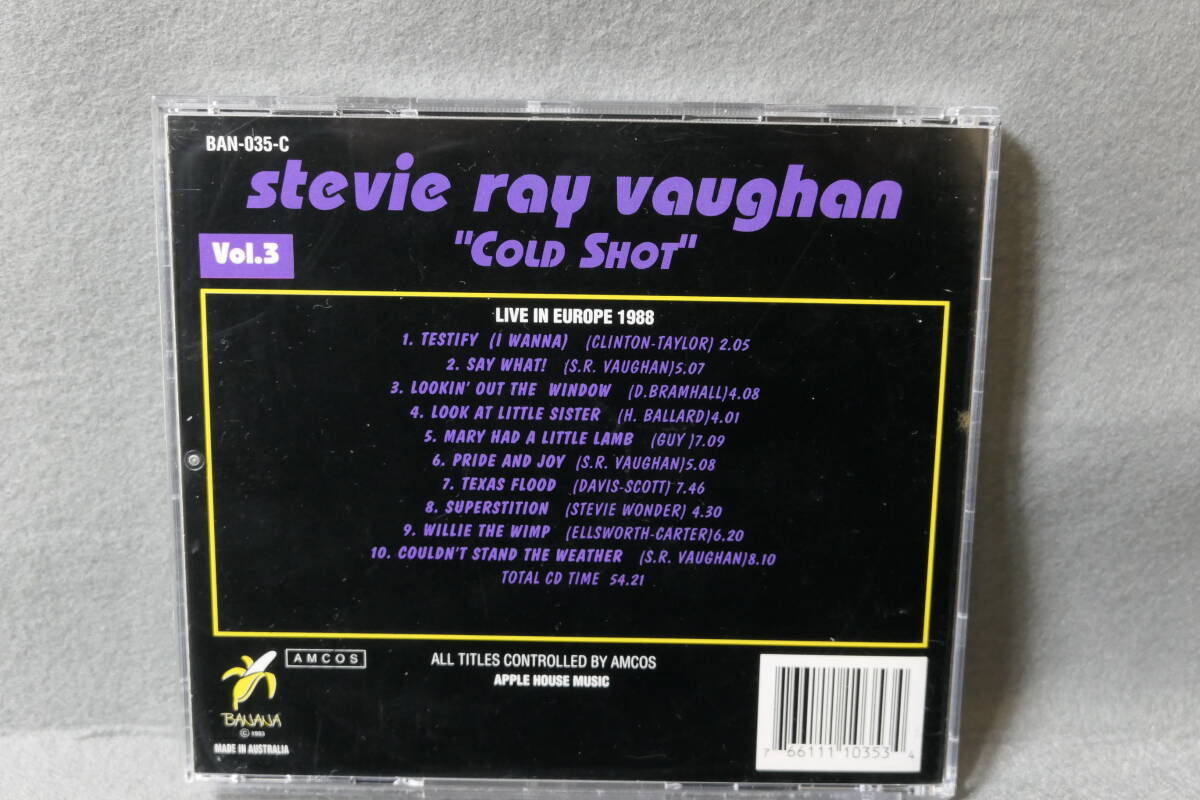 BAN-035-C
stevie ray vaughan
Vol.3
"COLD SHOT"
LIVE IN EUROPE 1988
1. TESTIFY (I WANNA) (CLINTON-TAYLOR) 2.05
2. SAY WHAT! (S.R. VAUGHAN)5.07
3. LOOKIN' OUT THE WINDOW (D.BRAMHALL)4.08
4. LOOK AT LITTLE SISTER (H. BALLARD)4.01
5. MARY HAD A LITTLE LAMB (GUY )7.09
6. PRIDE AND JOY (S.R. VAUGHAN)5.08
7. TEXAS FLOOD (DAVIS-SCOTT) 7.46
8. SUPERSTITION (STEVIE WONDER) 4.30
9. WILLIE THE WIMP (ELLSWORTH-CARTER)6.20
10. COULDN'T STAND THE WEATHER (S.R. VAUGHAN)8.10
TOTAL CD TIME 54.21
AMCOS
ALL TITLES CONTROLLED BY AMCOS
APPLE HOUSE MUSIC
BANANA
© 1993
MADE IN AUSTRALIA
7 66111 10353 4